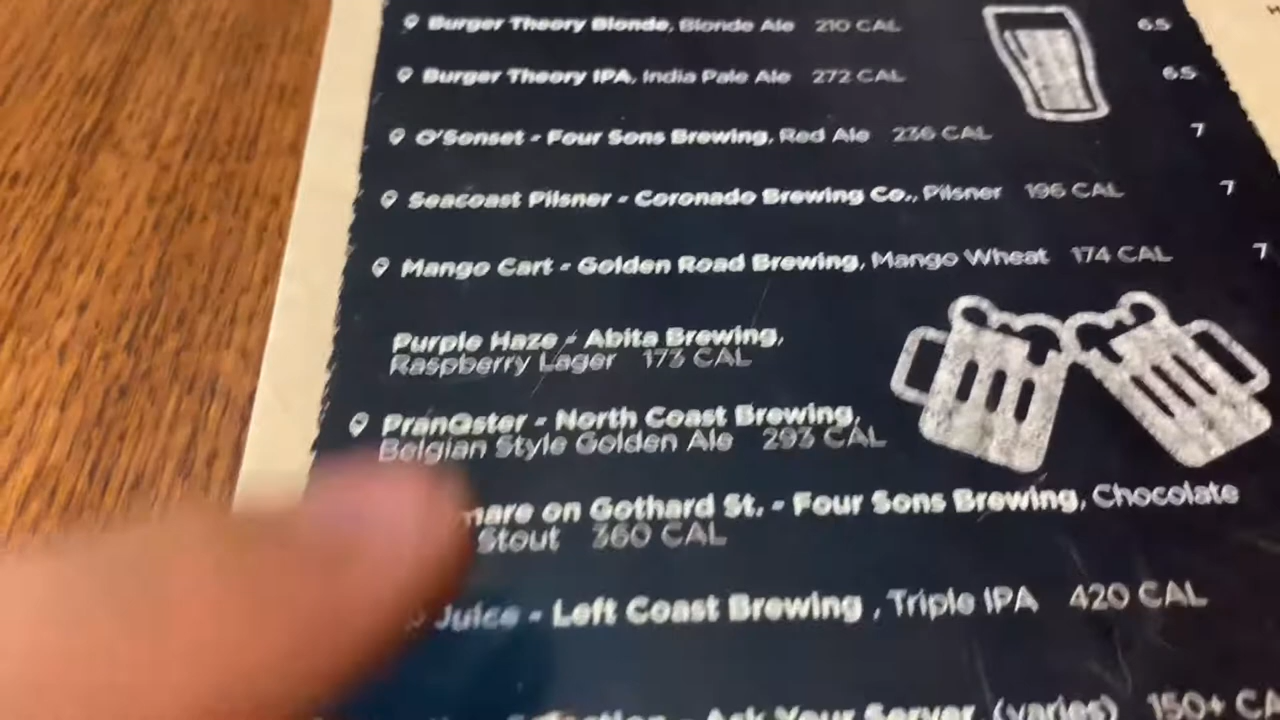 Burger Theory Blonde, Blonde Ale 210 CAL 6.5
Burger Theory IPA, India Pale Ale 272 CAL 6.5
O'Sonset - Four Sons Brewing, Red Ale 236 CAL 7
Seacoast Pilsner - Coronado Brewing Co., Pilsner 196 CAL 7
Mango Cart - Golden Road Brewing, Mango Wheat 174 CAL 7
Purple Haze - Abita Brewing,
Raspberry Lager 173 CAL
PranQster - North Coast Brewing,
Belgian Style Golden Ale 293 CAL
on Gothard St. - Four Sons Brewing, Chocolate
Stout 360 CAL
Juice - Left Coast Brewing , Triple IPA 420 CAL
- Ask Your Server, (varies) 150+